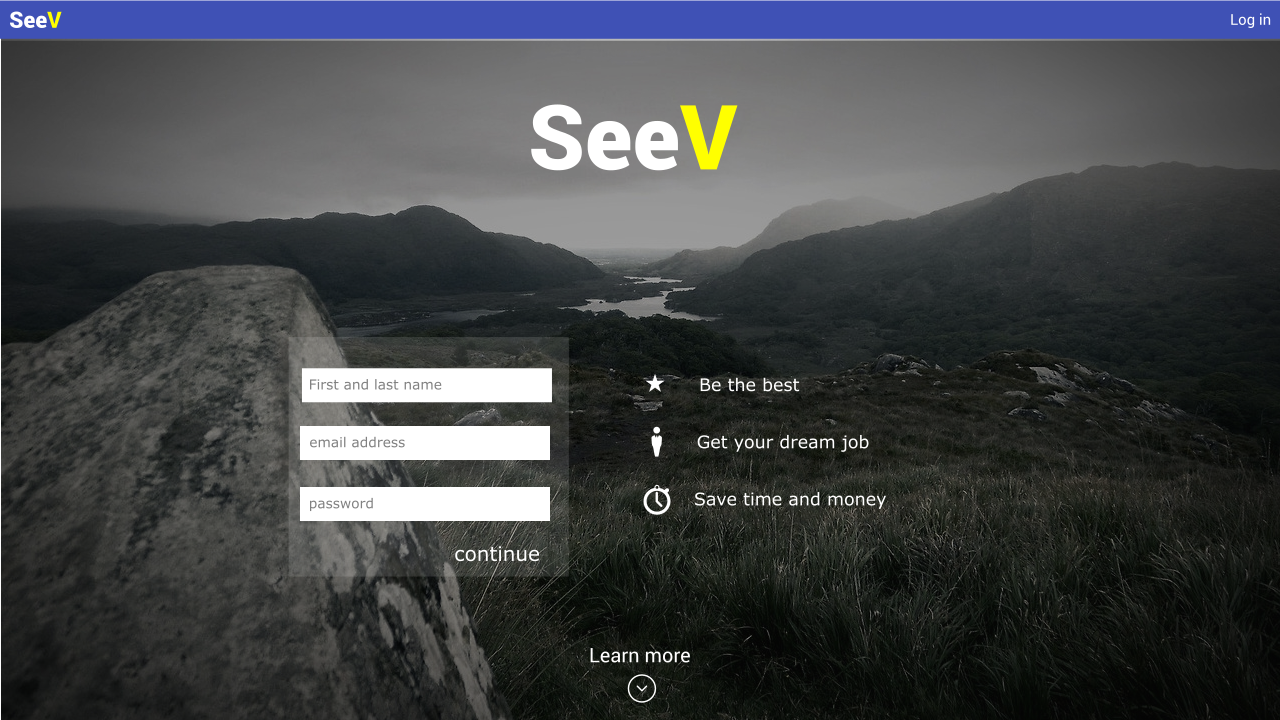 SeeV
Log in
SeeV
First and last name
email address
password
continue
Be the best
Get your dream job
Save time and money
Learn more